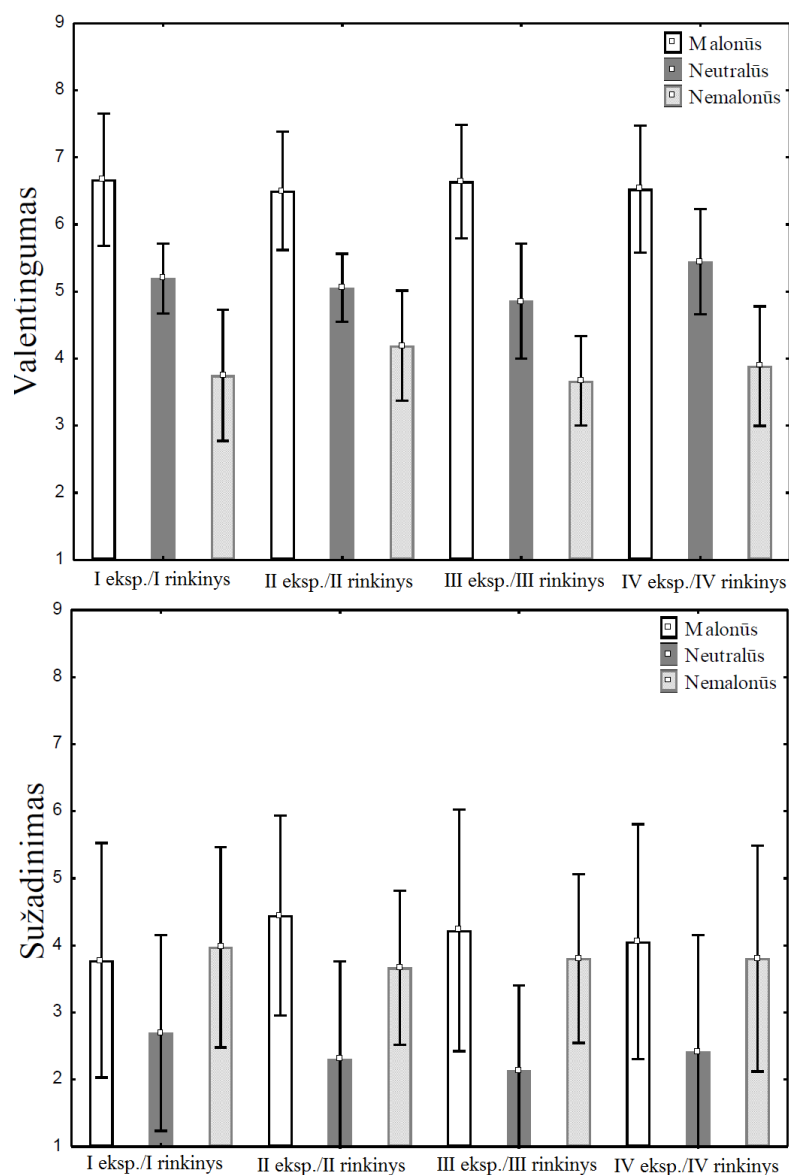 9
Malonūs
8
Neutralūs
Nemalonūs
7
6
5
4
3
2
1
Valentingumas
I eksp./I rinkinys II eksp./II rinkinys III eksp./III rinkinys IV eksp./IV rinkinys
9
Malonūs
Neutralūs
8
Nemalonūs
7
6
5
4
3
2
1
Sužadinimas
I eksp./I rinkinys II eksp./II rinkinys III eksp./III rinkinys IV eksp./IV rinkinys